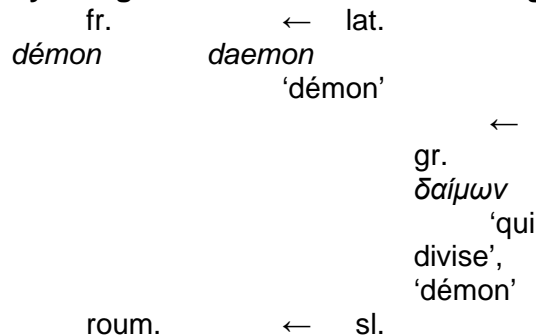 fr. ← lat.
démon daemon
‘démon’
←
gr.
δαίμων
‘qui
divise’,
‘démon’
roum. ← sl.